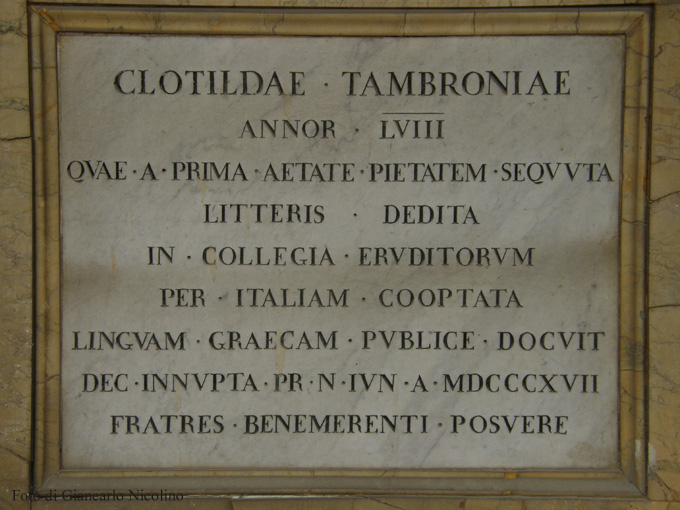 CLOTILDAE · TAMBRONIAE
ANNOR · LVIII
QVAE · A · PRIMA · AETATE · PIETATEM · SEQVVTA
LITTERIS · DEDITA
IN · COLLEGIA · ERVDITORVM
PER · ITALIAM · COOPTATA
LINGVAM · GRAECAM · PVBLICE · DOCVIT
DEC · INNVPTA · PR · N · IVN · A · MDCCCXVII
FRATRES · BENEMERENTI · POSVERE
Foto di Giancarlo Nicolino